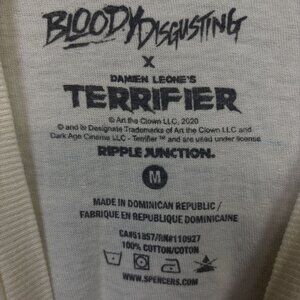 BLOODY DISGUSTING
X
DAMIEN LEONE'S
TERRIFIER
© Art the Clown LLC, 2020
© and ® Designate Trademarks of Art the Clown LLC and
Dark Age Cinema LLC - Terrifier ™ and are used under license
RIPPLE JUNCTION.
M
MADE IN DOMINICAN REPUBLIC /
FABRIQUE EN REPUBLIQUE DOMINICAINE
CA#51857/RN#110927
100% COTTON/COTON
WWW.SPENCERS.COM